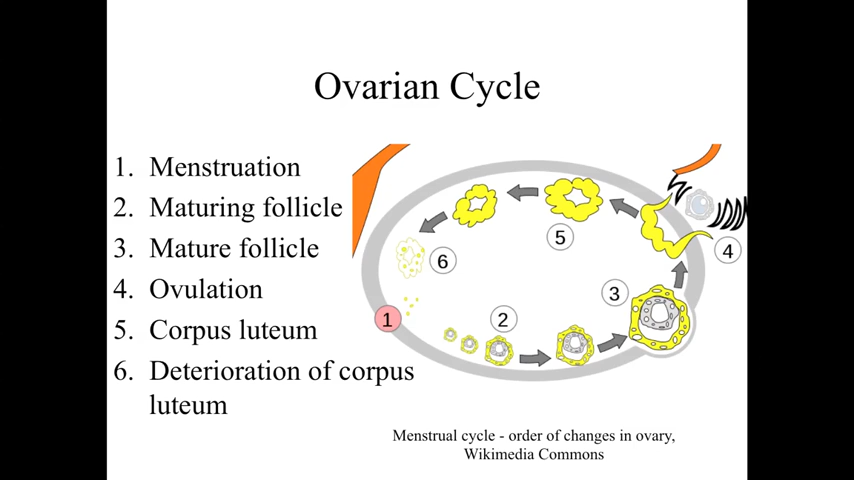 Ovarian Cycle
1. Menstruation
2. Maturing follicle
3. Mature follicle
4. Ovulation
5. Corpus luteum
6. Deterioration of corpus
luteum
5
4
6
3
1
2
Menstrual cycle - order of changes in ovary,
Wikimedia Commons